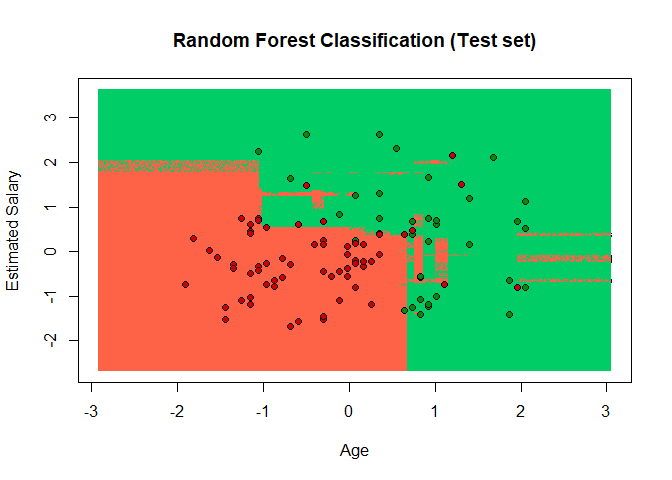 Random Forest Classification (Test set)
Estimated Salary
3
2
1
0
-1
-2
-3 -2 -1 0 1 2 3
Age